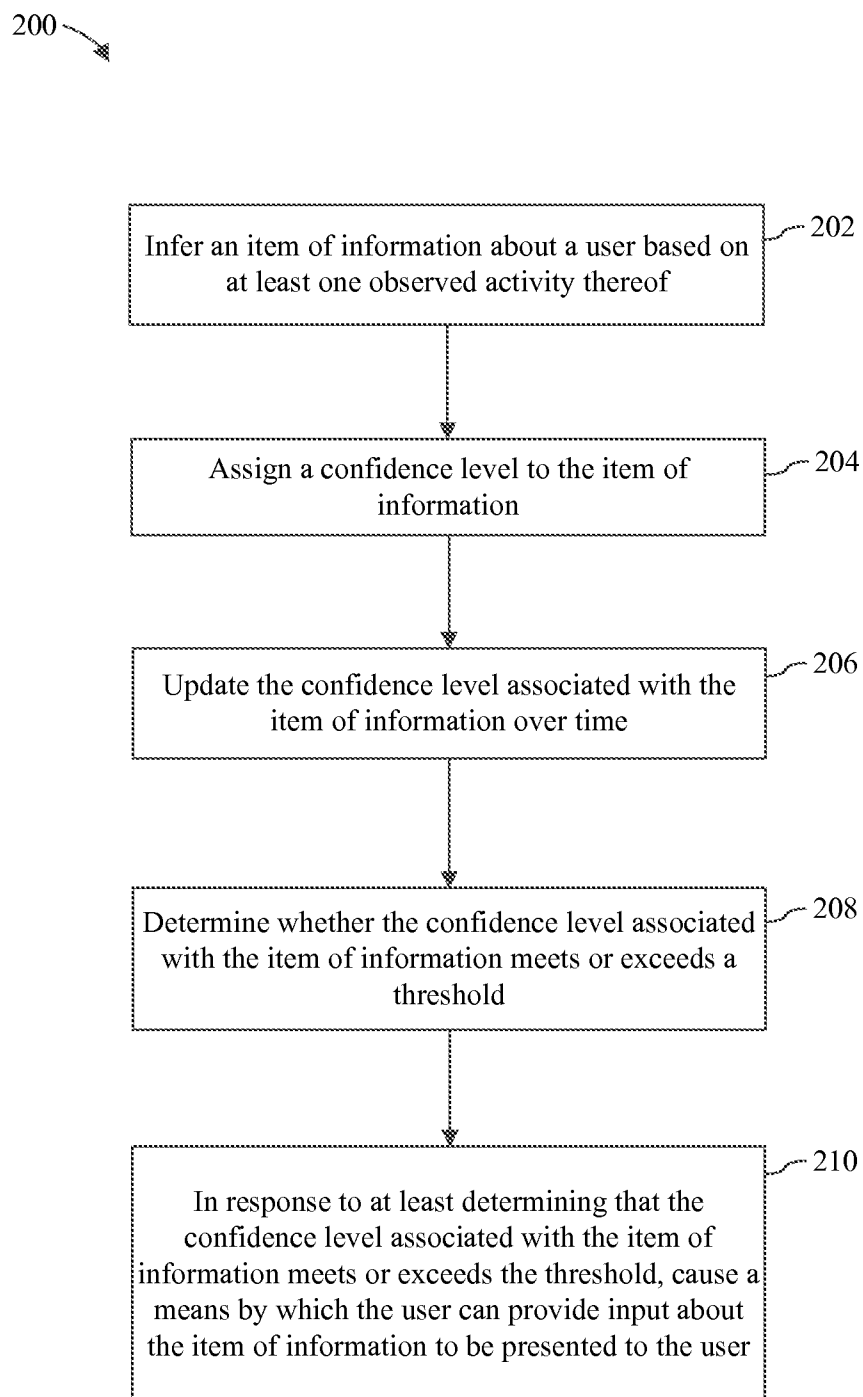 200
202
Infer an item of information about a user based on
at least one observed activity thereof
204
Assign a confidence level to the item of
information
206
Update the confidence level associated with the
item of information over time
208
Determine whether the confidence level associated
with the item of information meets or exceeds a
threshold
210
In response to at least determining that the
confidence level associated with the item of
information meets or exceeds the threshold, cause a
means by which the user can provide input about
the item of information to be presented to the user